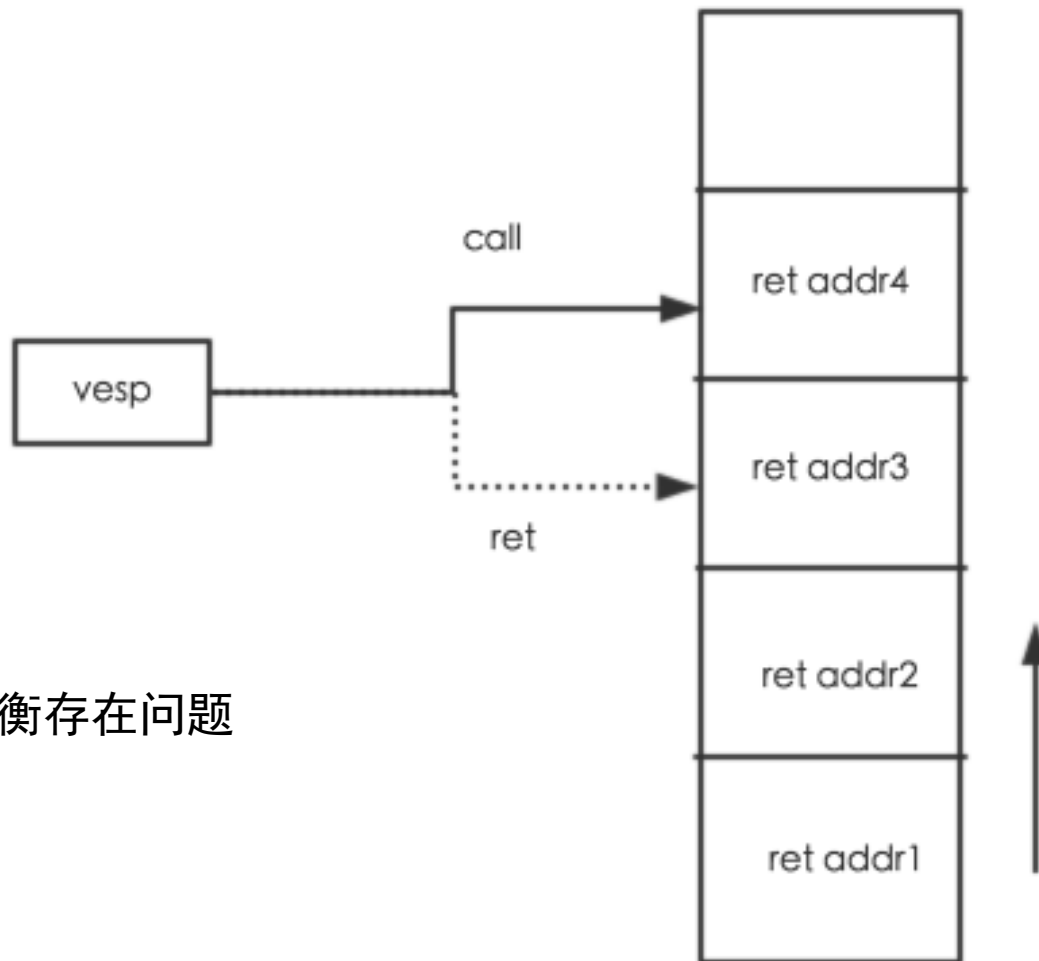 call
ret addr4
vesp
ret addr3
ret
ret addr2
衡存在问题
ret addr1